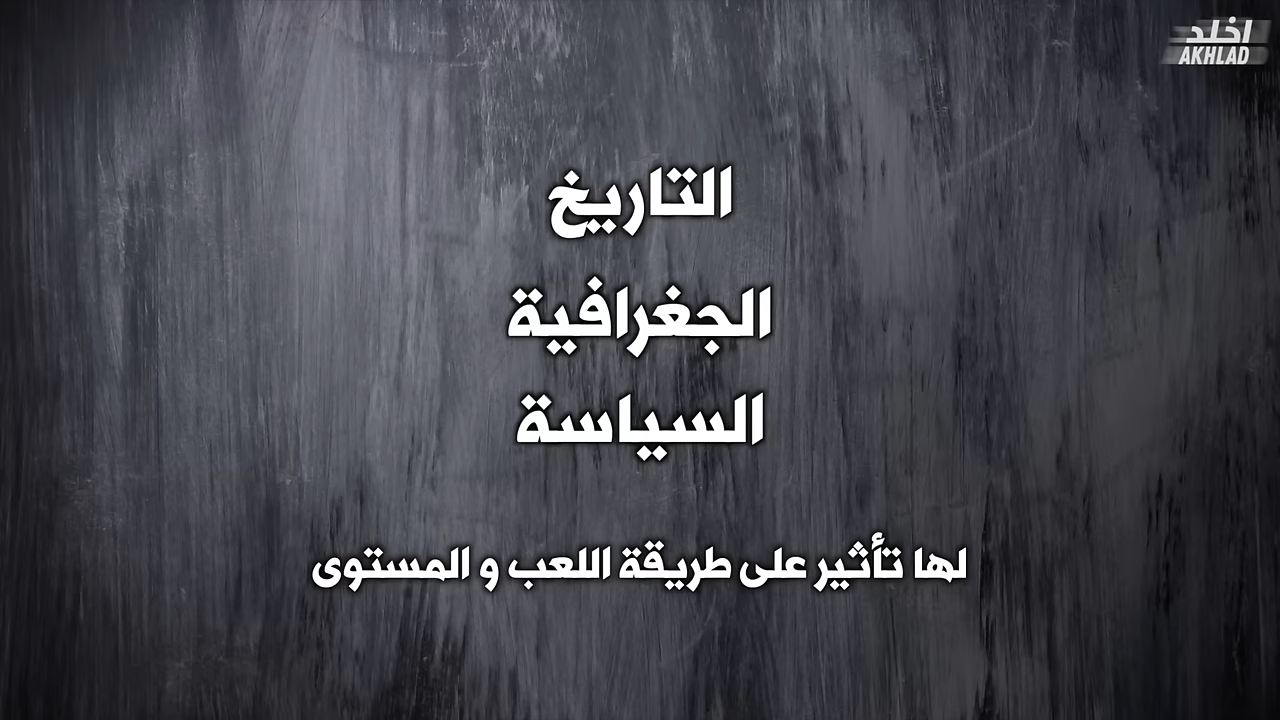 اخلد
AKHLAD
التاريخ
الجغرافية
السياسة
لها تأثير على طريقة اللعب و المستوى